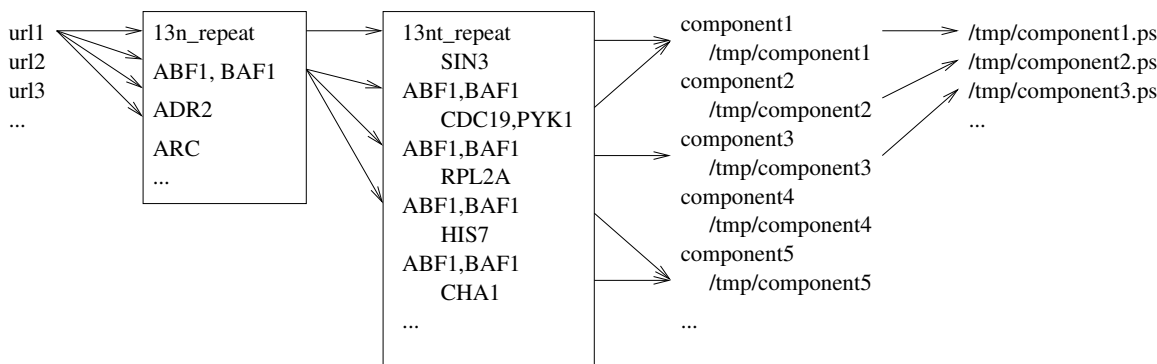 url1
url2
url3
...
13n_repeat
ABF1, BAF1
ADR2
ARC
...
13nt_repeat
SIN3
ABF1,BAF1
CDC19,PYK1
ABF1,BAF1
RPL2A
ABF1,BAF1
HIS7
ABF1,BAF1
CHA1
...
component1
/tmp/component1
component2
/tmp/component2
component3
/tmp/component3
component4
/tmp/component4
component5
/tmp/component5
...
/tmp/component1.ps
/tmp/component2.ps
/tmp/component3.ps
...